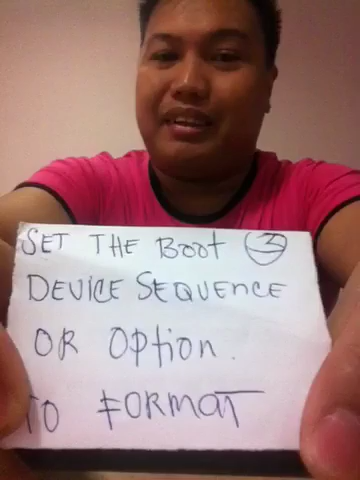 SET THE BOOT 3
DEVICE SEQUENCE
OR OPtion.
TO FORMAT